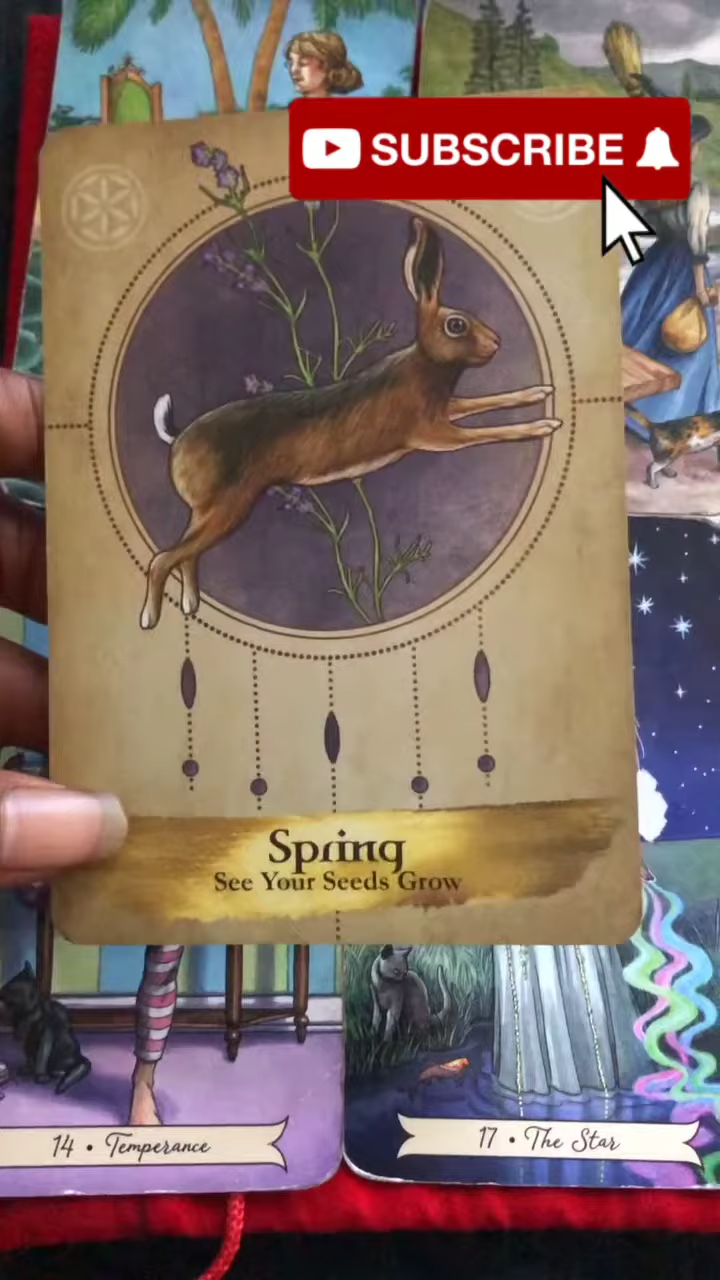 SUBSCRIBE
Spring
See Your Seeds Grow
14 • Temperance
17 • The Star